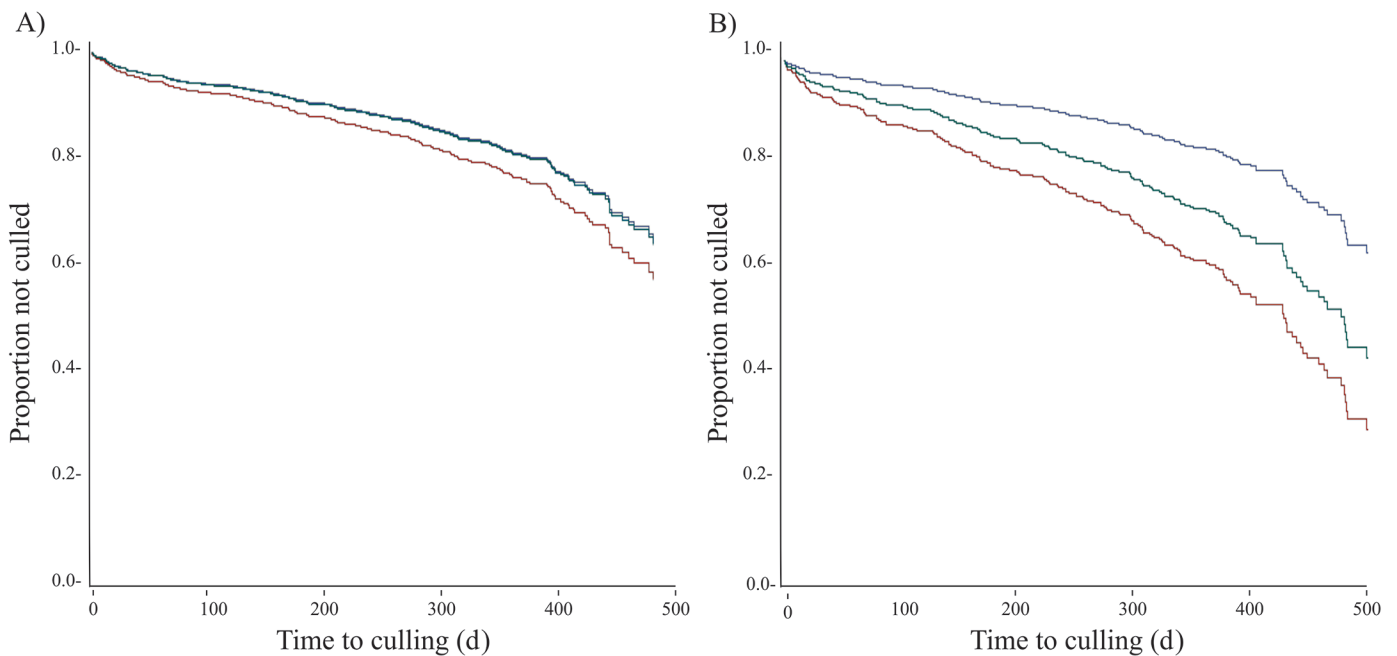 A)
Proportion not culled
1.0-
0.8-
0.6-
0.4-
0.2-
0.0-
0 100 200 300 400 500
Time to culling (d)
B)
Proportion not culled
1.0-
0.8-
0.6-
0.4-
0.2-
0.0-
0 100 200 300 400 500
Time to culling (d)